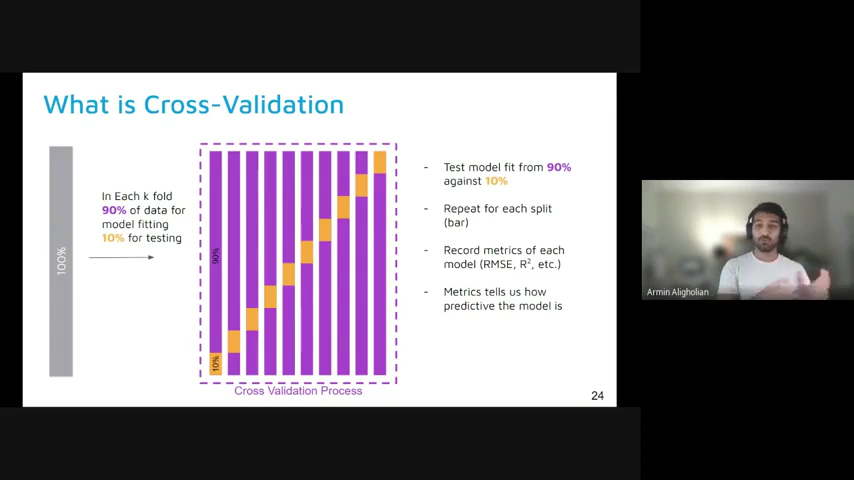 What is Cross-Validation
100%
In Each k fold
90% of data for
model fitting
10% for testing
90%
10%
Cross Validation Process
- Test model fit from 90%
against 10%
- Repeat for each split
(bar)
- Record metrics of each
model (RMSE, R², etc.)
- Metrics tells us how
predictive the model is
24
Armin Aligholian